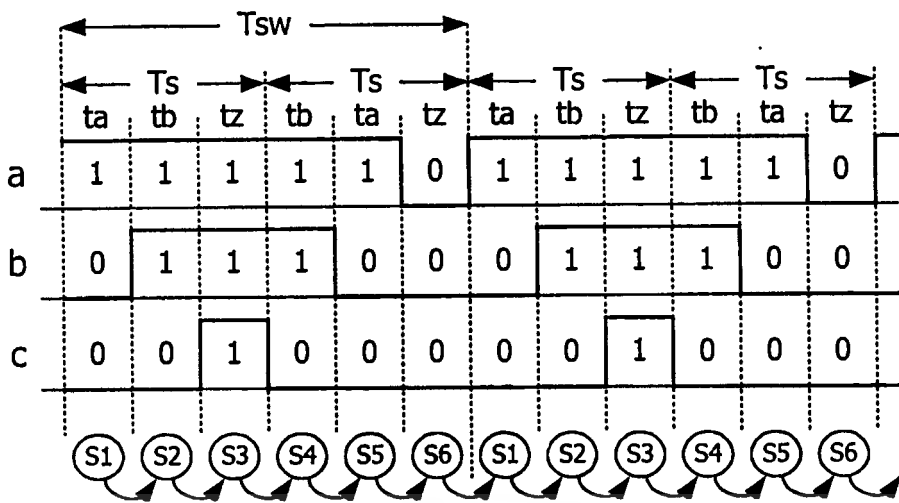 Tsw
Ts Ts Ts Ts
ta tb tz tb ta tz ta tb tz tb ta tz
a 1 1 1 1 1 0 1 1 1 1 1 0
b 0 1 1 1 0 0 0 1 1 1 0 0
c 0 0 1 0 0 0 0 0 1 0 0 0
S1 S2 S3 S4 S5 S6 S1 S2 S3 S4 S5 S6